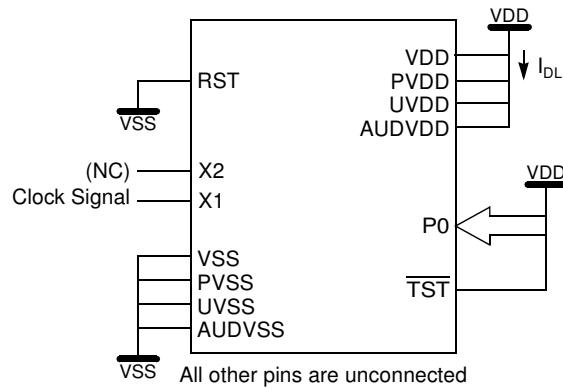 VDD
VDD
I_DL
PVDD
UVDD
AUDVDD
RST
VSS
(NC)
X2
Clock Signal
X1
VDD
P0
TST
VSS
PVSS
UVSS
AUDVSS
VSS
All other pins are unconnected